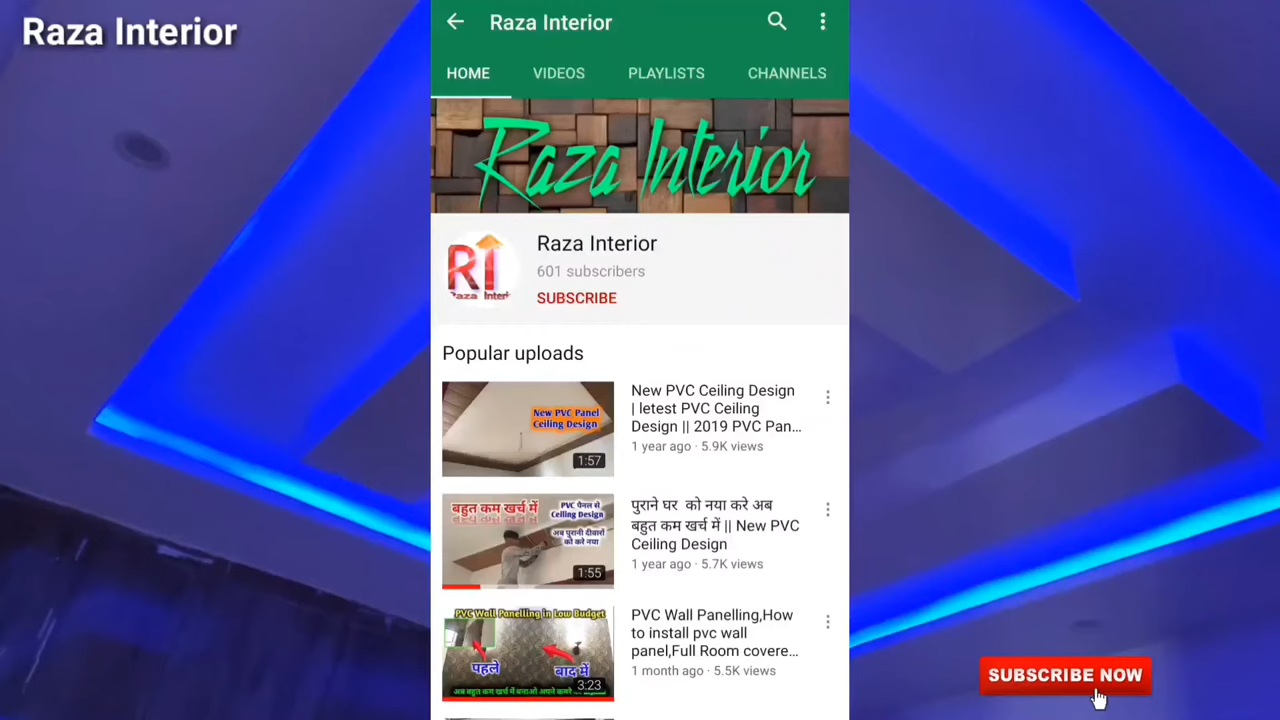 Raza Interior
Raza Interior
HOME VIDEOS PLAYLISTS CHANNELS
Raza Interior
RI
Raza Interi
Raza Interior
601 subscribers
SUBSCRIBE
Popular uploads
New PVC Panel
Ceiling Design
1:57
New PVC Ceiling Design
| letest PVC Ceiling
Design || 2019 PVC Pan...
1 year ago · 5.9K views
बहुत कम खर्च में
PVC पैनल से
Ceiling Design
अब पुरानी दीवारों
को करे नया
1:55
पुराने घर को नया करे अब
बहुत कम खर्च में || New PVC
Ceiling Design
1 year ago · 5.7K views
PVC Wall Panelling in Low Budget
पहले
बाद में
3:23
PVC Wall Panelling,How
to install pvc wall
panel,Full Room covere...
1 month ago · 5.5K views
SUBSCRIBE NOW